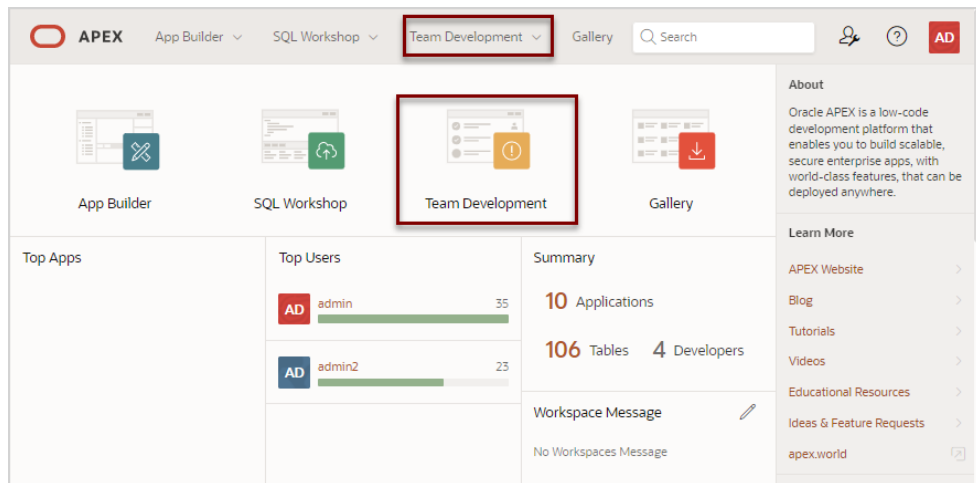 APEX App Builder SQL Workshop Team Development Gallery Search AD
App Builder SQL Workshop Team Development Gallery
Top Apps
Top Users
AD admin 35
AD admin2 23
Summary
10 Applications
106 Tables 4 Developers
Workspace Message
No Workspaces Message
About
Oracle APEX is a low-code
development platform that
enables you to build scalable,
secure enterprise apps, with
world-class features, that can be
deployed anywhere.
Learn More
APEX Website
Blog
Tutorials
Videos
Educational Resources
Ideas & Feature Requests
apex.world